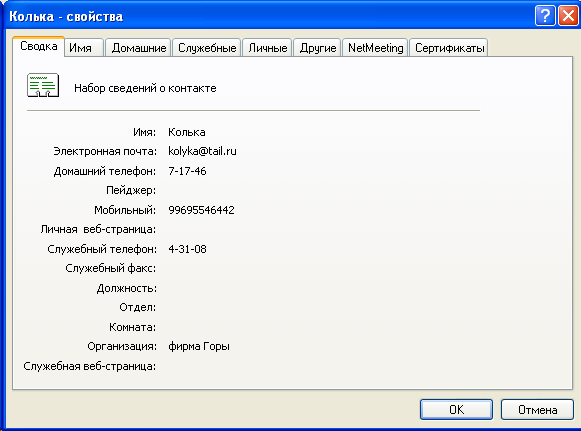 Колька - свойства
Сводка Имя Домашние Служебные Личные Другие NetMeeting Сертификаты
Набор сведений о контакте
Имя: Колька
Электронная почта: kolyka@tail.ru
Домашний телефон: 7-17-46
Пейджер:
Мобильный: 99695546442
Личная веб-страница:
Служебный телефон: 4-31-08
Служебный факс:
Должность:
Отдел:
Комната:
Организация: фирма Горы
Служебная веб-страница:
OK Отмена